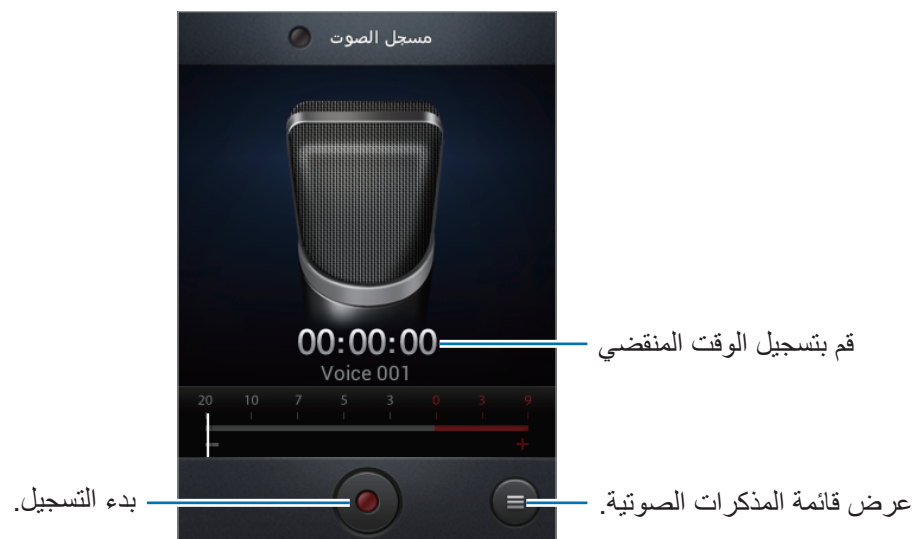 مسجل الصوت
00:00:00
قم بتسجيل الوقت المنقضي
Voice 001
20 10 7 5 3 0 3 9
- +
بدء التسجيل.
عرض قائمة المذكرات الصوتية.